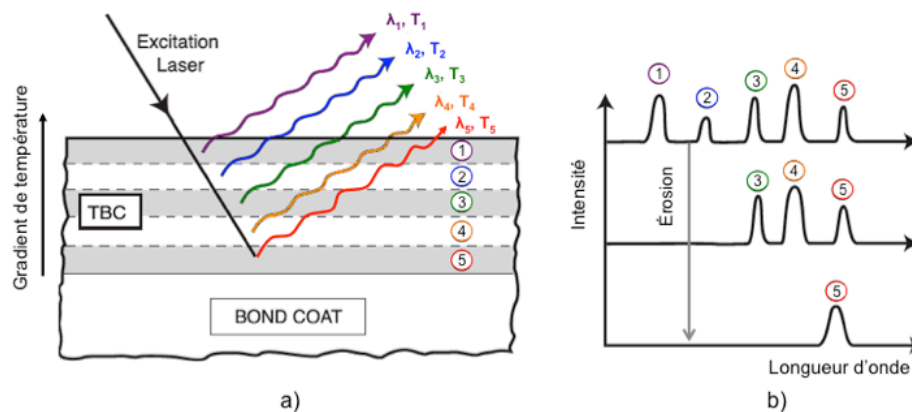 Excitation
Laser
λ₁, T₁
λ₂, T₂
λ₃, T₃
λ₄, T₄
λ₅, T₅
Gradient de température
TBC
1
2
3
4
5
BOND COAT
a)
Intensité
1
2
3
4
5
Érosion
3
4
5
5
Longueur d'onde
b)